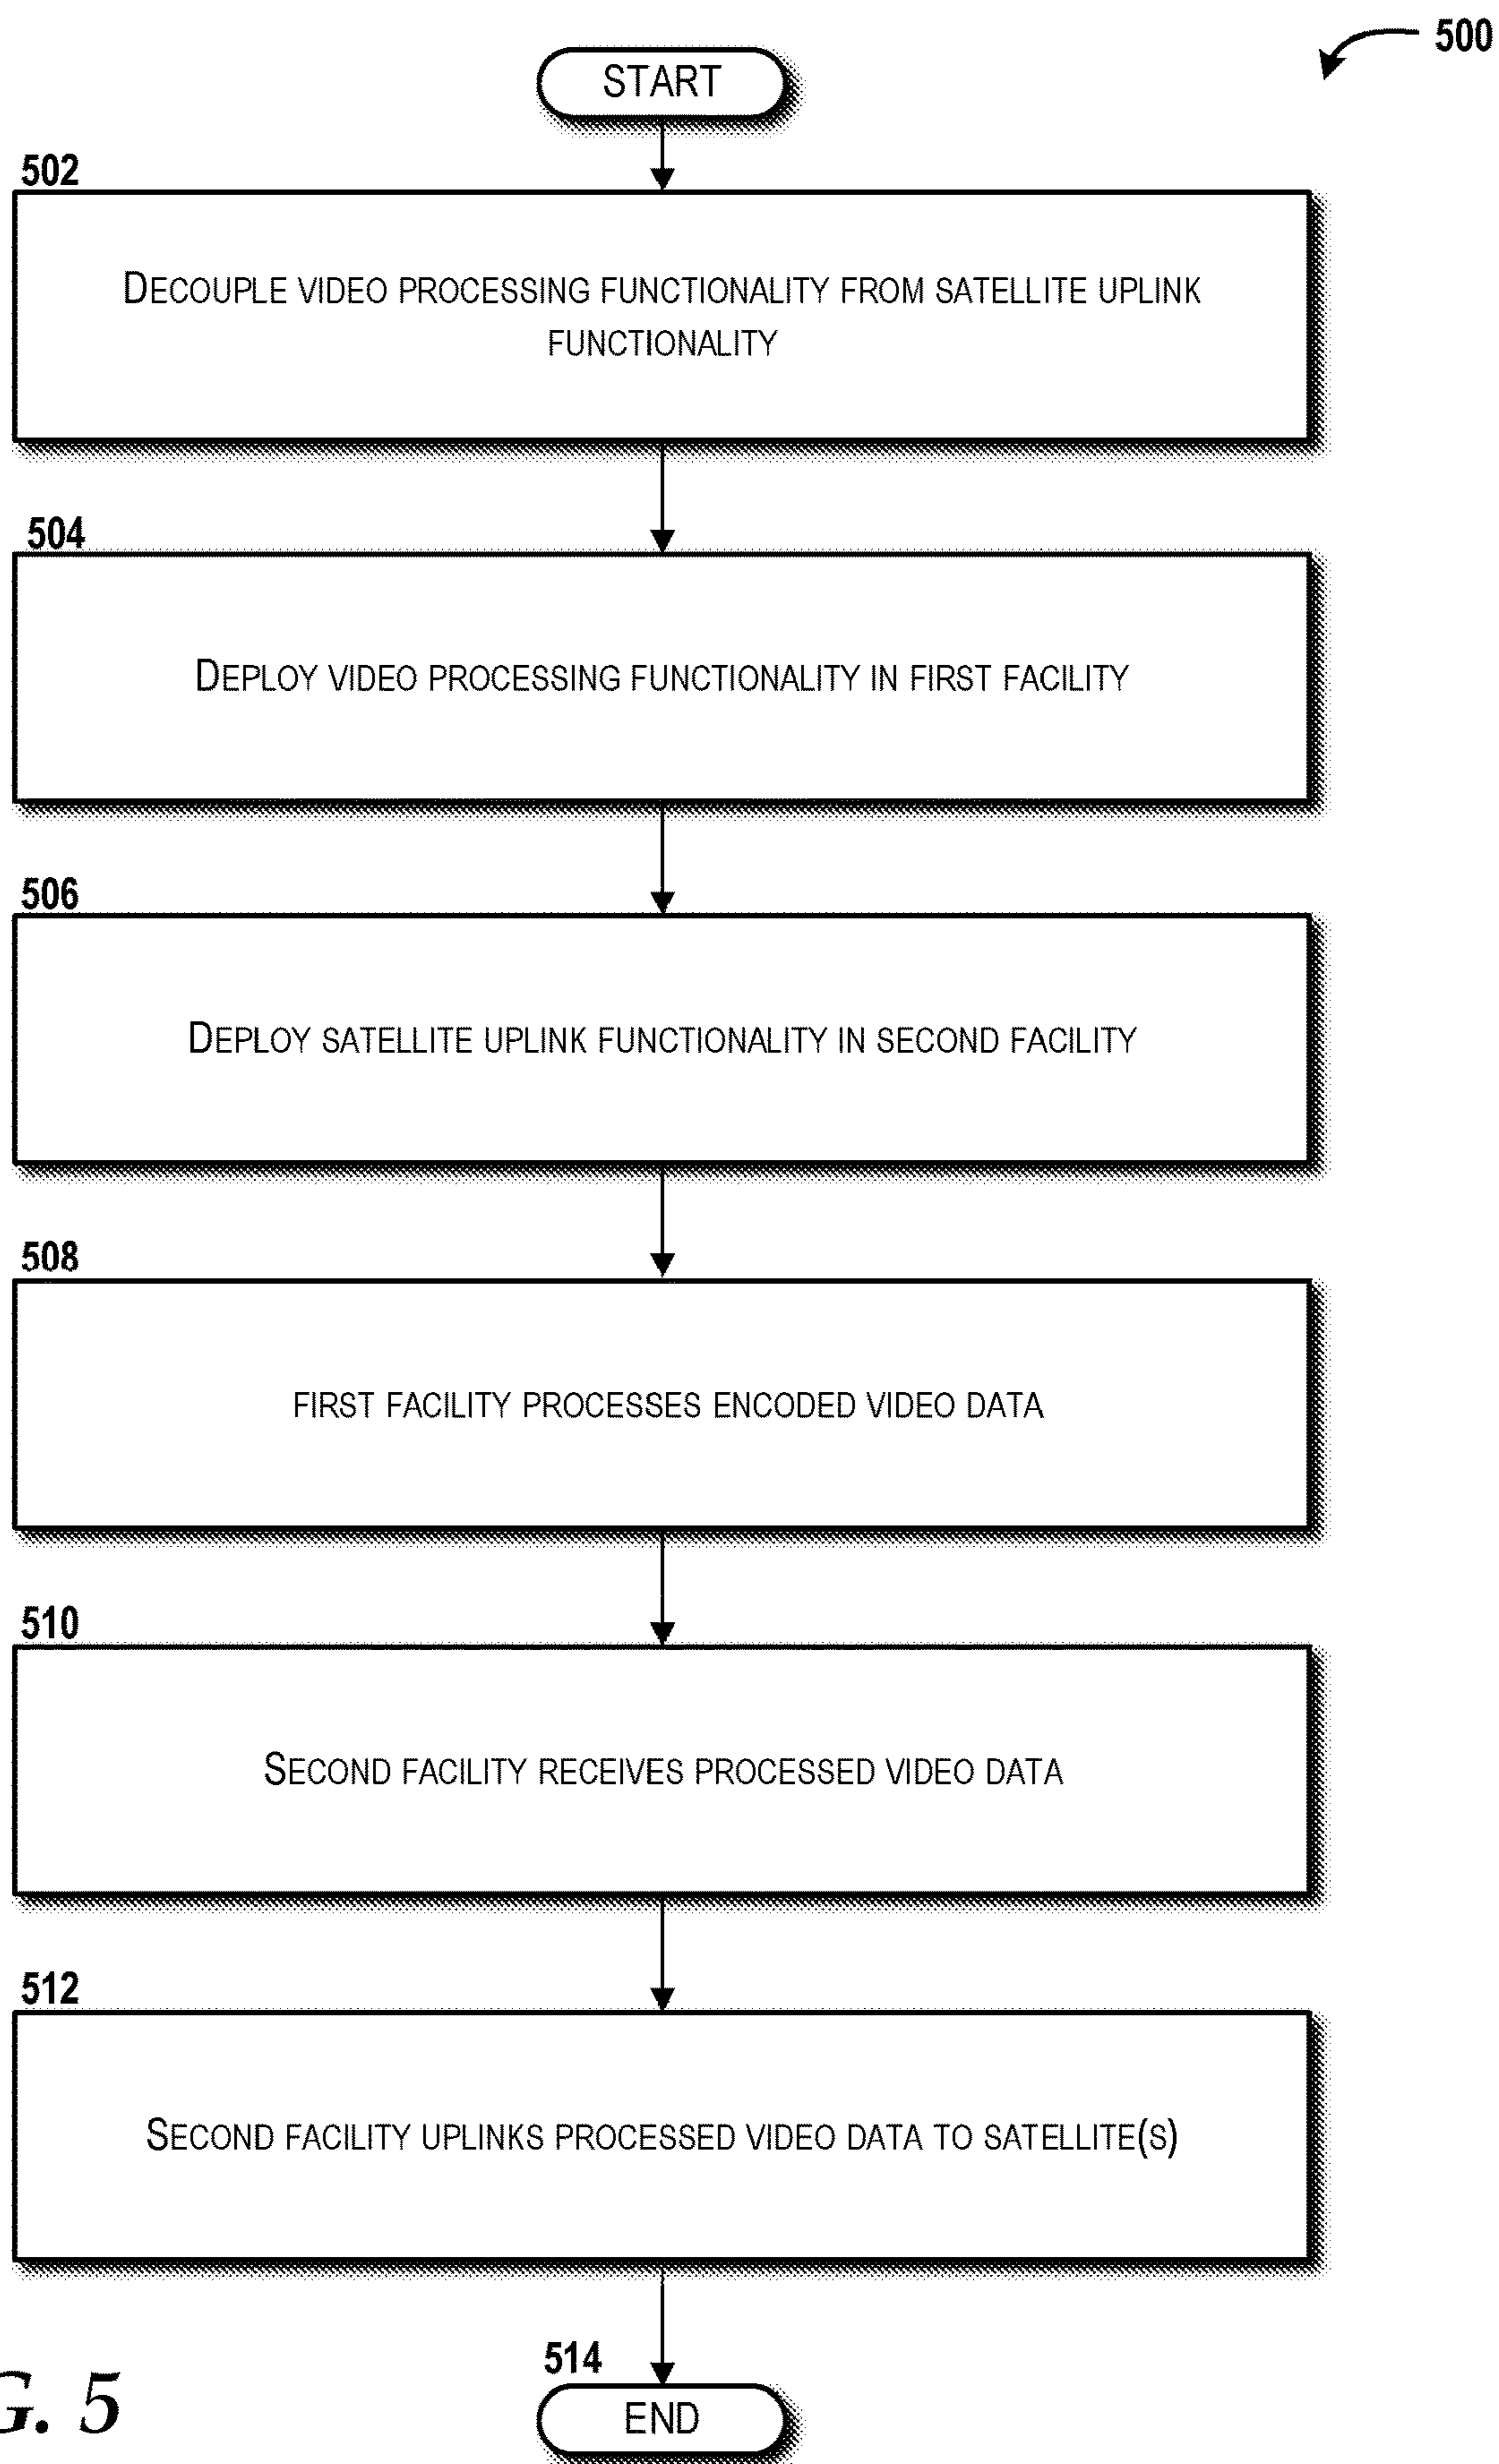 500
START
502
DECOUPLE VIDEO PROCESSING FUNCTIONALITY FROM SATELLITE UPLINK
FUNCTIONALITY
504
DEPLOY VIDEO PROCESSING FUNCTIONALITY IN FIRST FACILITY
506
DEPLOY SATELLITE UPLINK FUNCTIONALITY IN SECOND FACILITY
508
FIRST FACILITY PROCESSES ENCODED VIDEO DATA
510
SECOND FACILITY RECEIVES PROCESSED VIDEO DATA
512
SECOND FACILITY UPLINKS PROCESSED VIDEO DATA TO SATELLITE(S)
514
END
G. 5